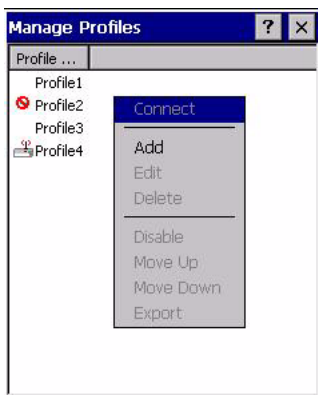 Manage Profiles ? ×
Profile ...
Profile1
Profile2
Profile3
Profile4
Connect
Add
Edit
Delete
Disable
Move Up
Move Down
Export